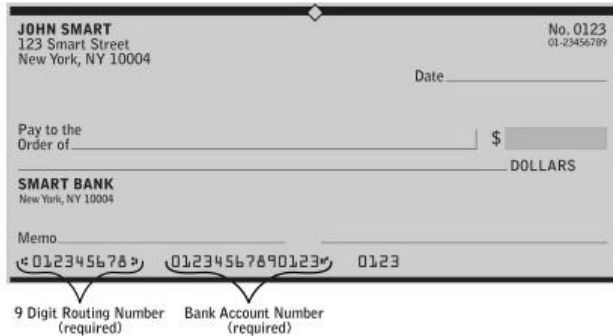 JOHN SMART
123 Smart Street
New York, NY 10004
No. 0123
01-23456789
Date
Pay to the
Order of
$
DOLLARS
SMART BANK
New York, NY 10004
Memo
⑆012345678⑆ 01234567890123⑈ 0123
9 Digit Routing Number
(required)
Bank Account Number
(required)